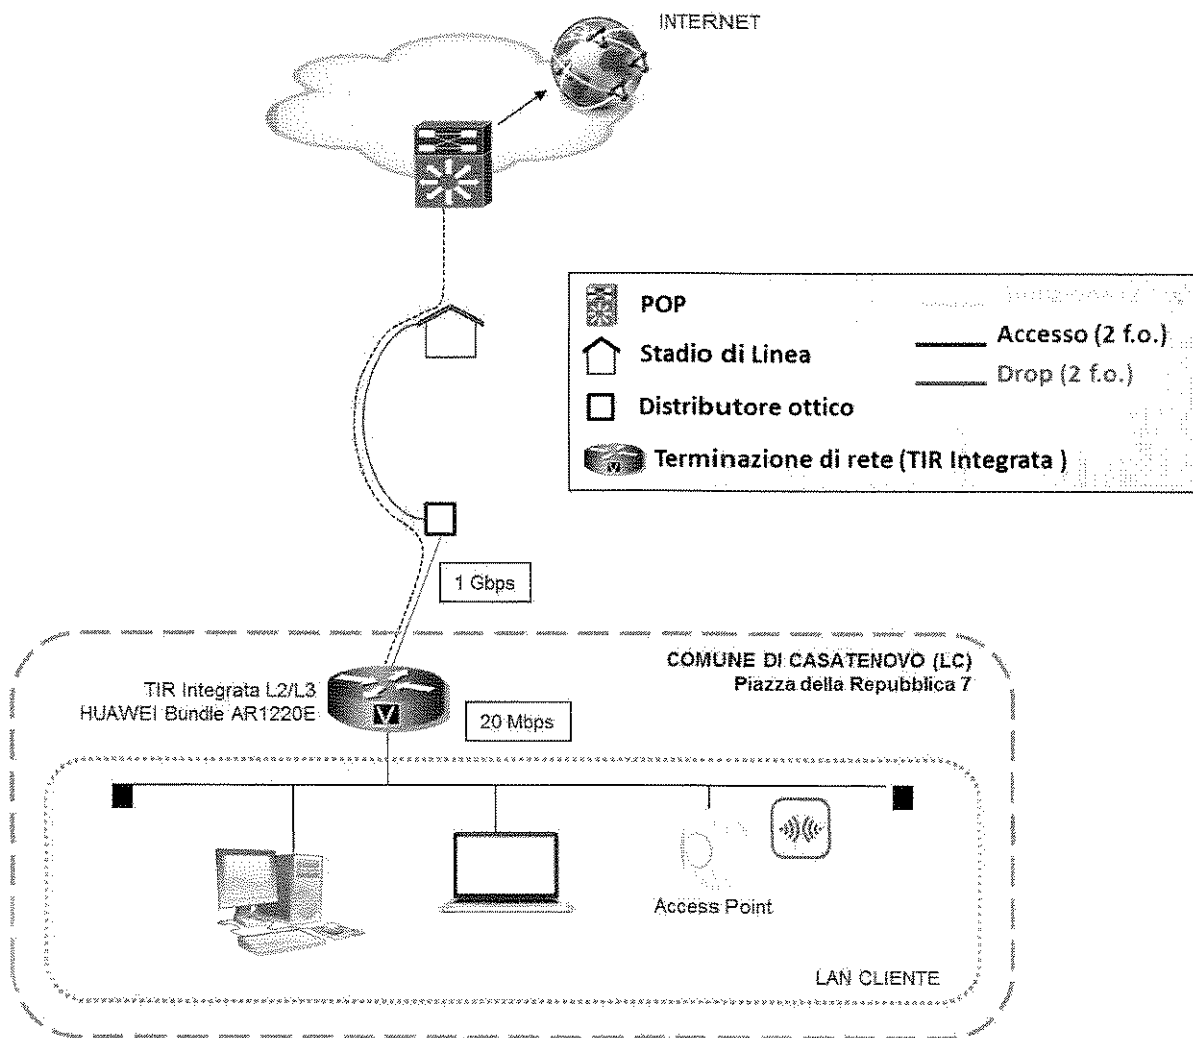 INTERNET
POP
Stadio di Linea
Distributore ottico
Terminazione di rete (TIR Integrata )
Accesso (2 f.o.)
Drop (2 f.o.)
1 Gbps
COMUNE DI CASATENOVO (LC)
Piazza della Repubblica 7
TIR Integrata L2/L3
HUAWEI Bundle AR1220E
V
20 Mbps
Access Point
LAN CLIENTE